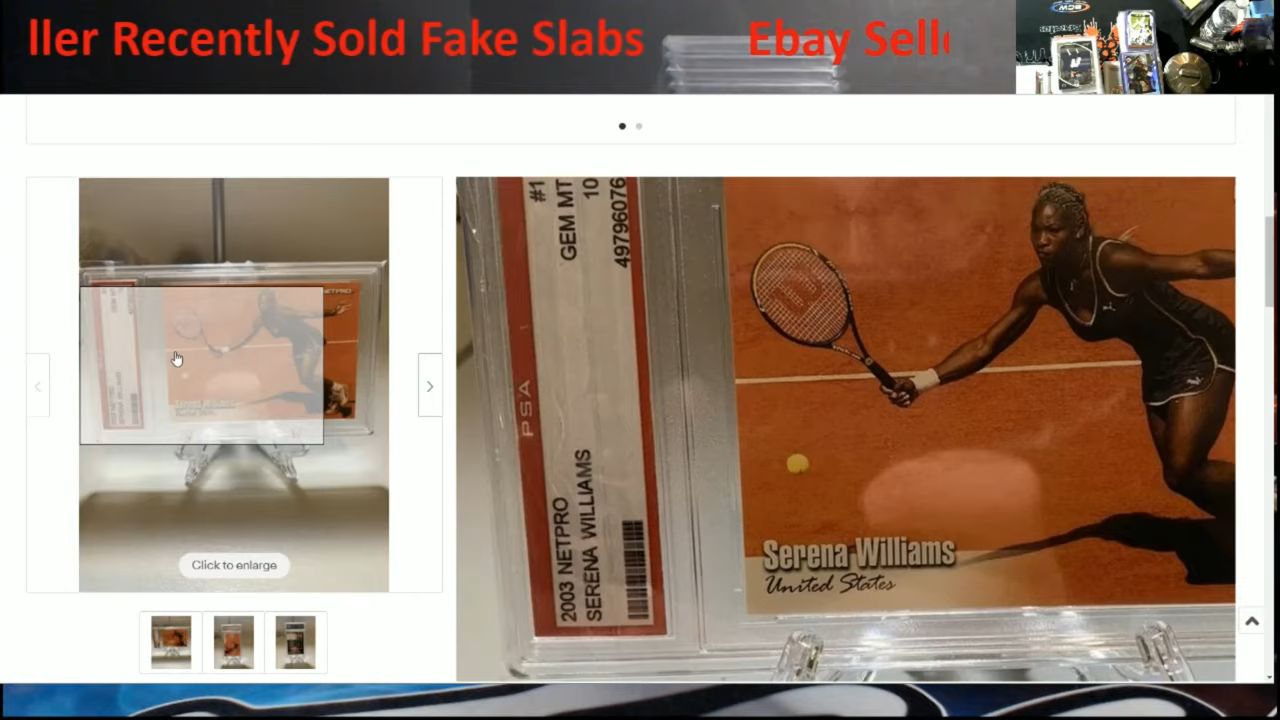 ller Recently Sold Fake Slabs
Ebay Sell
#1
GEM MT
10
49796076
PSA
2003 NETPRO
SERENA WILLIAMS
Serena Williams
United States
Click to enlarge